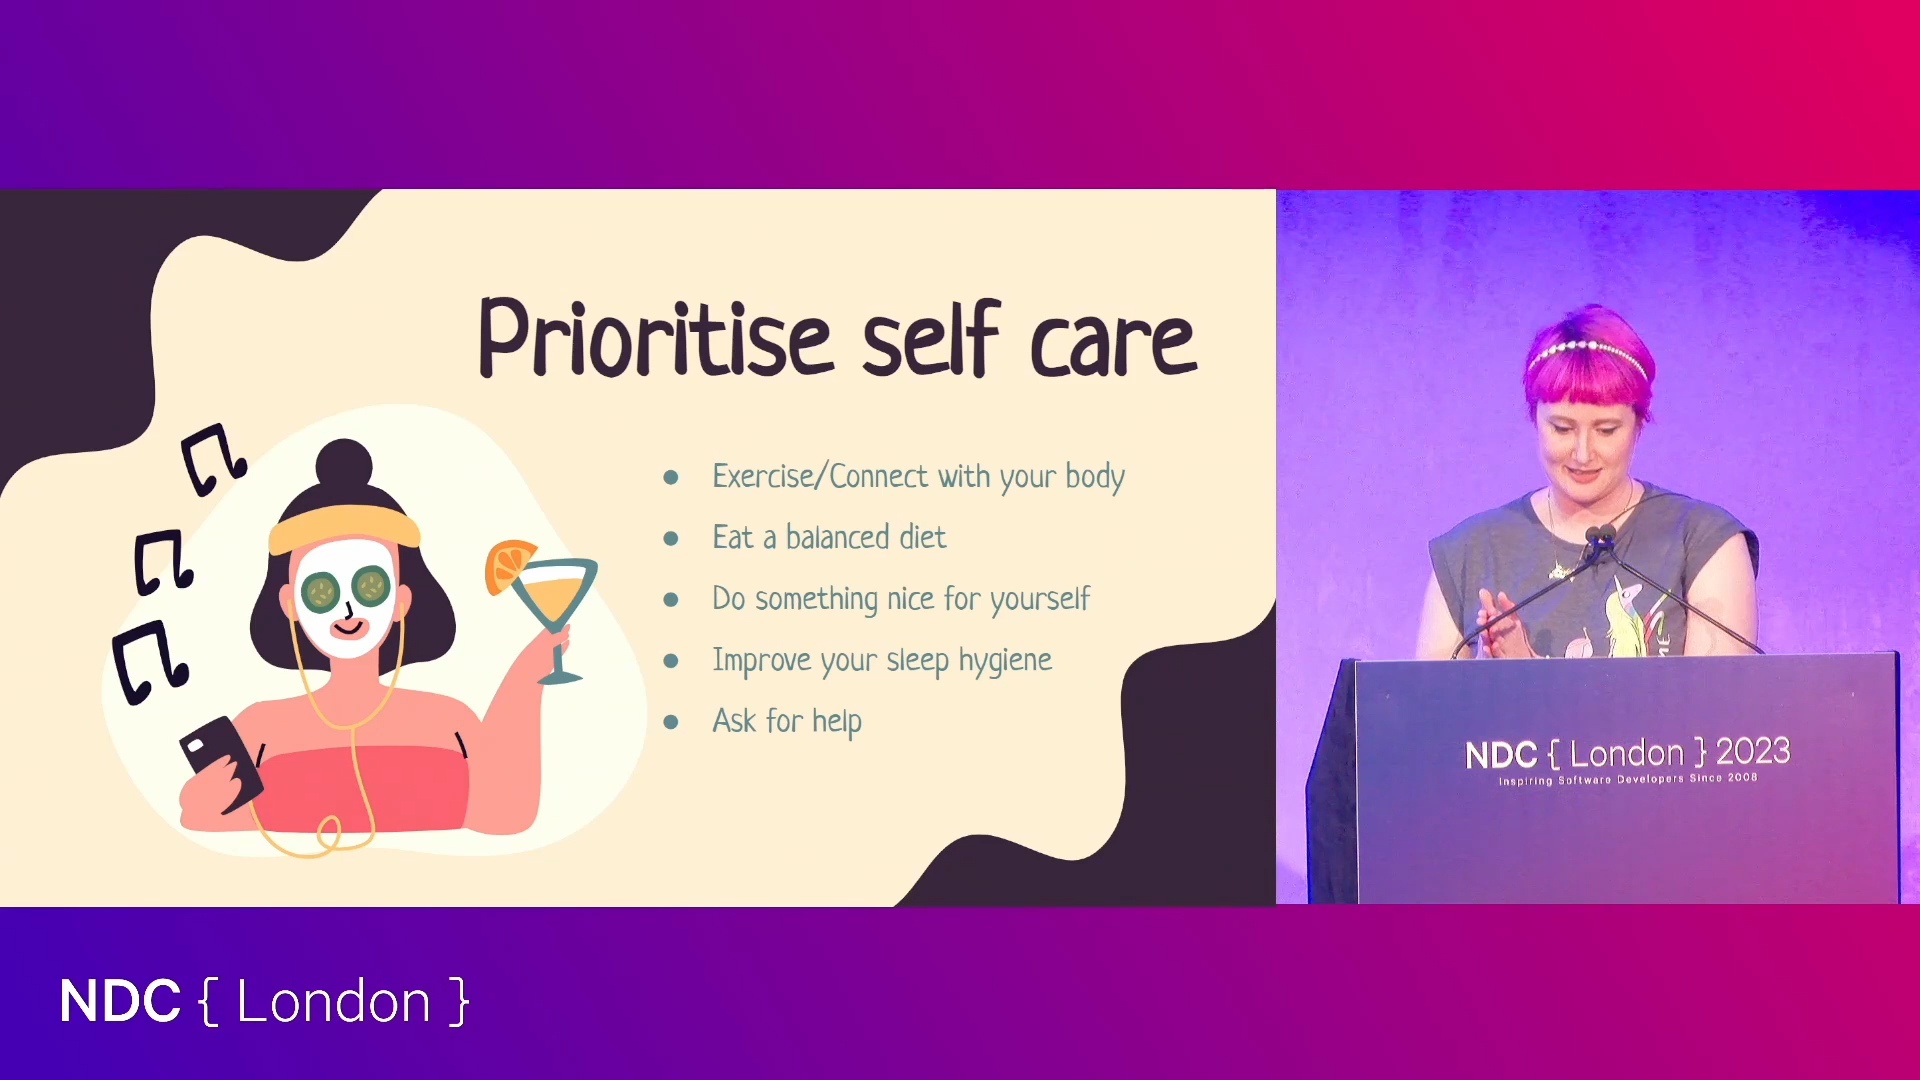 Prioritise self care
● Exercise/Connect with your body
● Eat a balanced diet
● Do something nice for yourself
● Improve your sleep hygiene
● Ask for help
NDC { London } 2023
Inspiring Software Developers Since 2008
NDC { London }